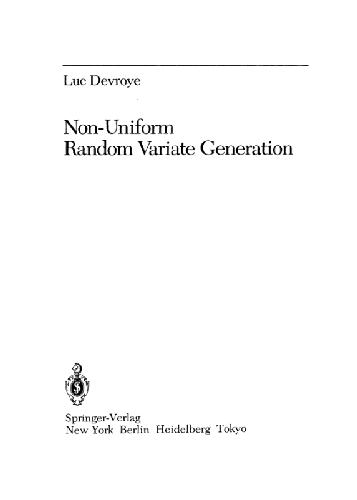 Luc Devroye
Non-Uniform
Random Variate Generation
Springer-Verlag
New York Berlin Heidelberg Tokyo